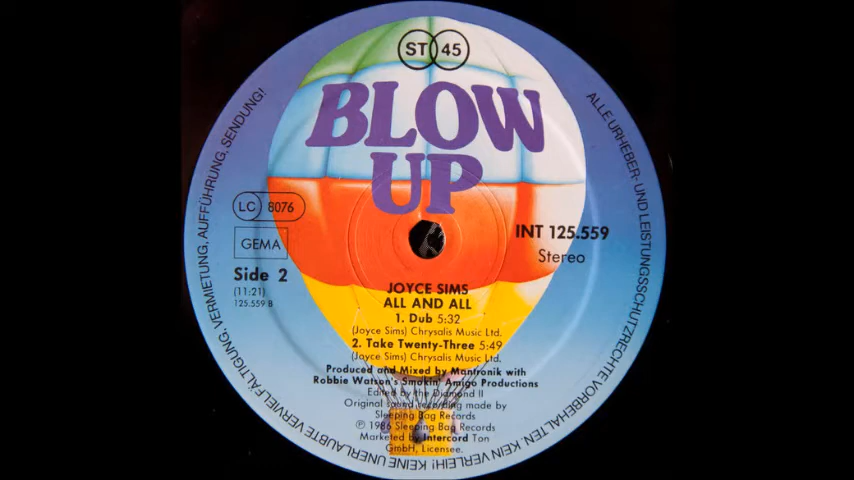 ST 45
BLOW
UP
LC 8076
GEMA
Side 2
(11:21)
125.559 B
INT 125.559
Stereo
JOYCE SIMS
ALL AND ALL
1. Dub 5:32
(Joyce Sims) Chrysalis Music Ltd.
2. Take Twenty-Three 5:49
(Joyce Sims) Chrysalis Music Ltd.
Produced and Mixed by Mantronik with
Robbie Watson's Smokin' Amigo Productions
Edited by the Diamond II
Original sound recording made by
Sleeping Bag Records
℗ 1986 Sleeping Bag Records
Marketed by Intercord Ton
GmbH, Licensee.
ALLE URHEBER- UND LEISTUNGSSCHUTZRECHTE VORBEHALTEN. KEIN VERLEIH! KEINE UNERLAUBTE VERVIELFÄLTIGUNG, VERMIETUNG, AUFFÜHRUNG, SENDUNG!